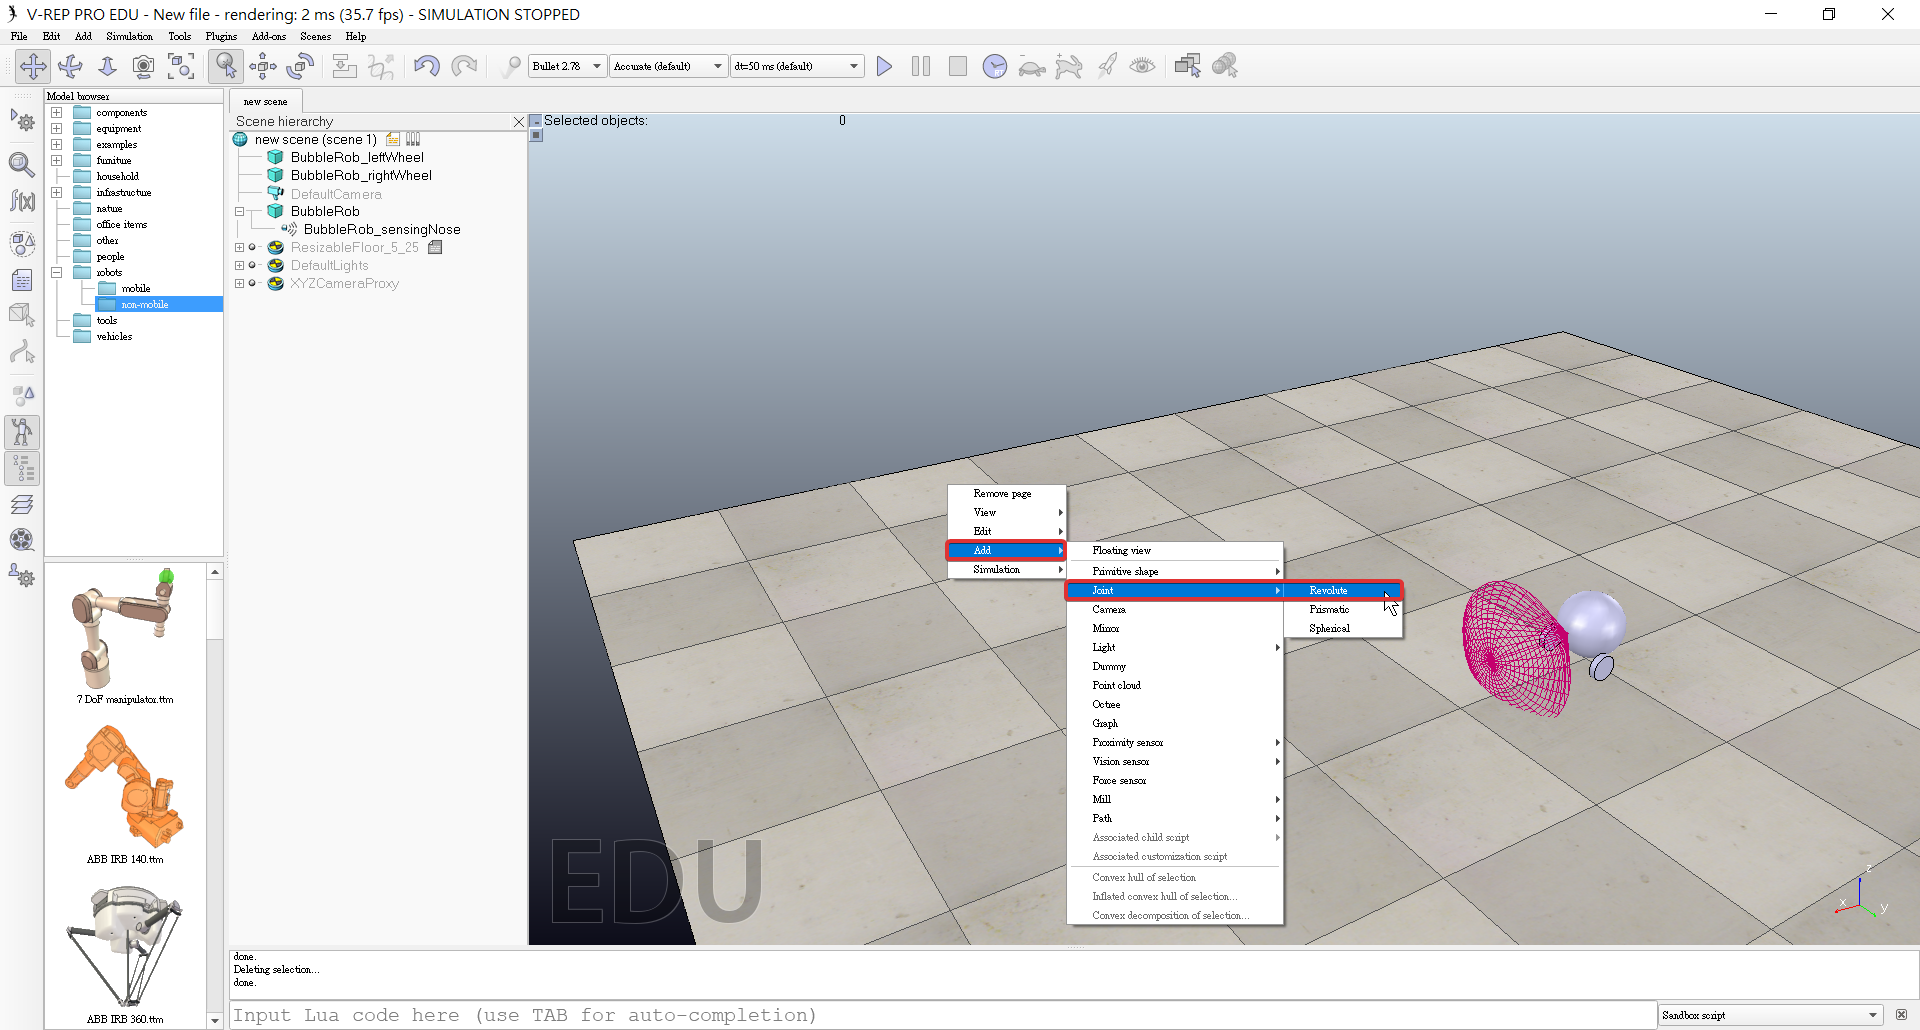 V-REP PRO EDU - New file - rendering: 2 ms (35.7 fps) - SIMULATION STOPPED
File Edit Add Simulation Tools Plugins Add-ons Scenes Help
Bullet 2.78 Accurate (default) dt=50 ms (default)
Model browser
components
equipment
examples
furniture
household
infrastructure
nature
office items
other
people
robots
mobile
non-mobile
tools
vehicles
7 DoF manipulator.ttm
ABB IRB 140.ttm
ABB IRB 360.ttm
new scene
Scene hierarchy
new scene (scene 1)
BubbleRob_leftWheel
BubbleRob_rightWheel
DefaultCamera
BubbleRob
BubbleRob_sensingNose
ResizableFloor_5_25
DefaultLights
XYZCameraProxy
Selected objects: 0
Remove page
View
Edit
Add
Simulation
Floating view
Primitive shape
Joint
Camera
Mirror
Light
Dummy
Point cloud
Octree
Graph
Proximity sensor
Vision sensor
Force sensor
Mill
Path
Associated child script
Associated customization script
Convex hull of selection
Inflated convex hull of selection...
Convex decomposition of selection...
Revolute
Prismatic
Spherical
EDU
z
x
y
done.
Deleting selection...
done.
Input Lua code here (use TAB for auto-completion)
Sandbox script